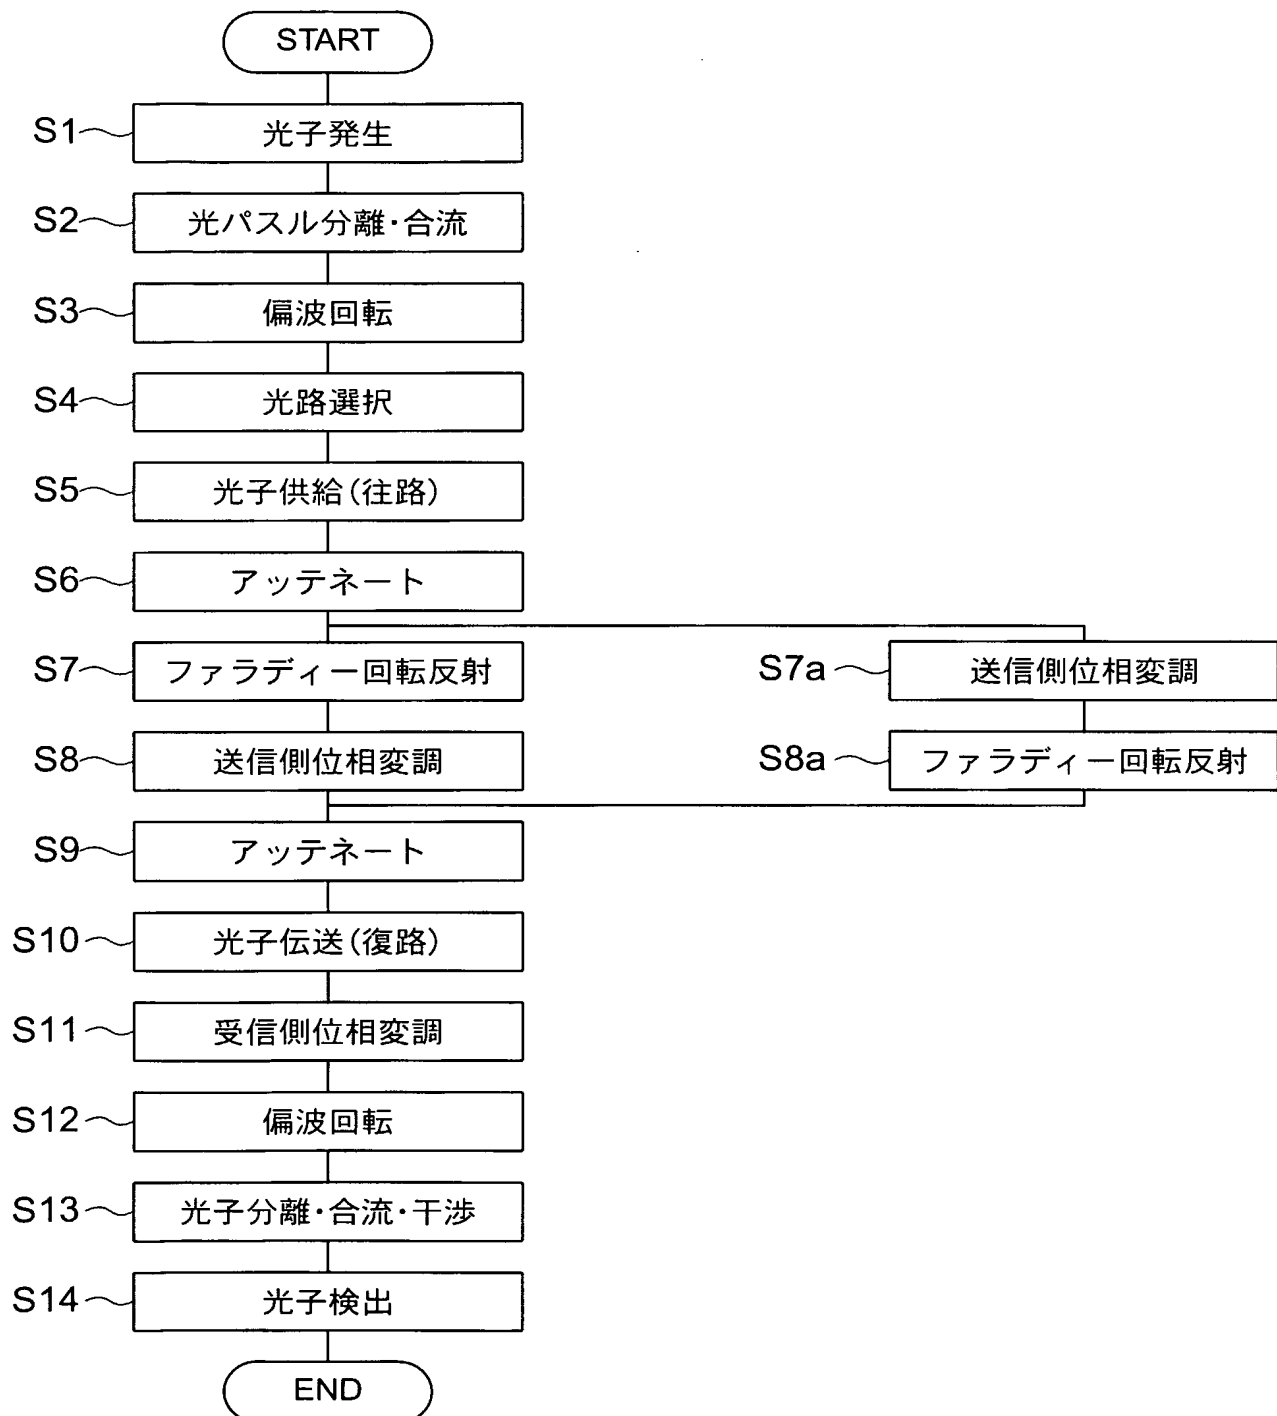 START
S1 光子発生
S2 光パスル分離・合流
S3 偏波回転
S4 光路選択
S5 光子供給(往路)
S6 アッテネート
S7 ファラディー回転反射
S7a 送信側位相変調
S8 送信側位相変調
S8a ファラディー回転反射
S9 アッテネート
S10 光子伝送(復路)
S11 受信側位相変調
S12 偏波回転
S13 光子分離・合流・干渉
S14 光子検出
END